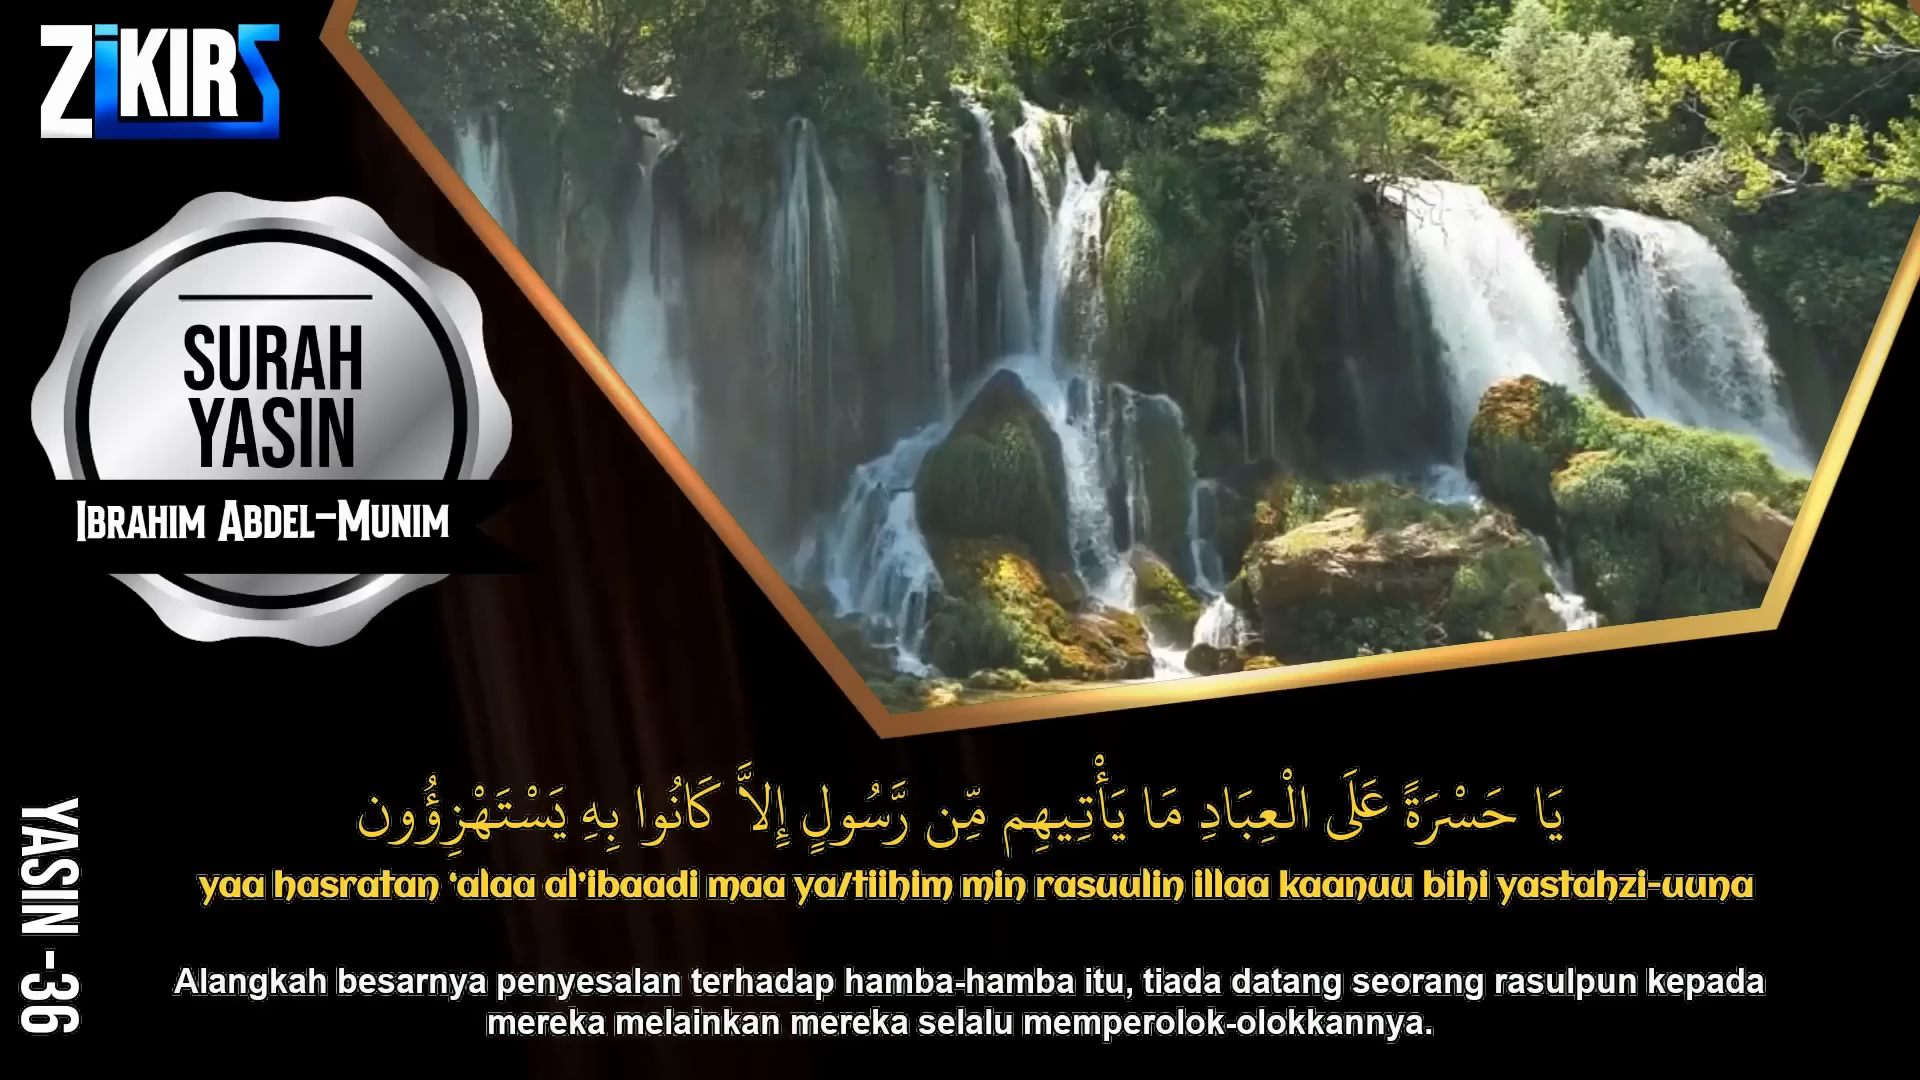 ZiKIRS
SURAH
YASIN
IBRAHIM ABDEL-MUNIM
YASIN -36
يَا حَسْرَةً عَلَى الْعِبَادِ مَا يَأْتِيهِم مِّن رَّسُولٍ إِلاَّ كَانُوا بِهِ يَسْتَهْزِؤُون
yaa hasratan ‘alaa al’ibaadi maa ya/tiihim min rasuulin illaa kaanuu bihi yastahzi-uuna
Alangkah besarnya penyesalan terhadap hamba-hamba itu, tiada datang seorang rasulpun kepada
mereka melainkan mereka selalu memperolok-olokkannya.